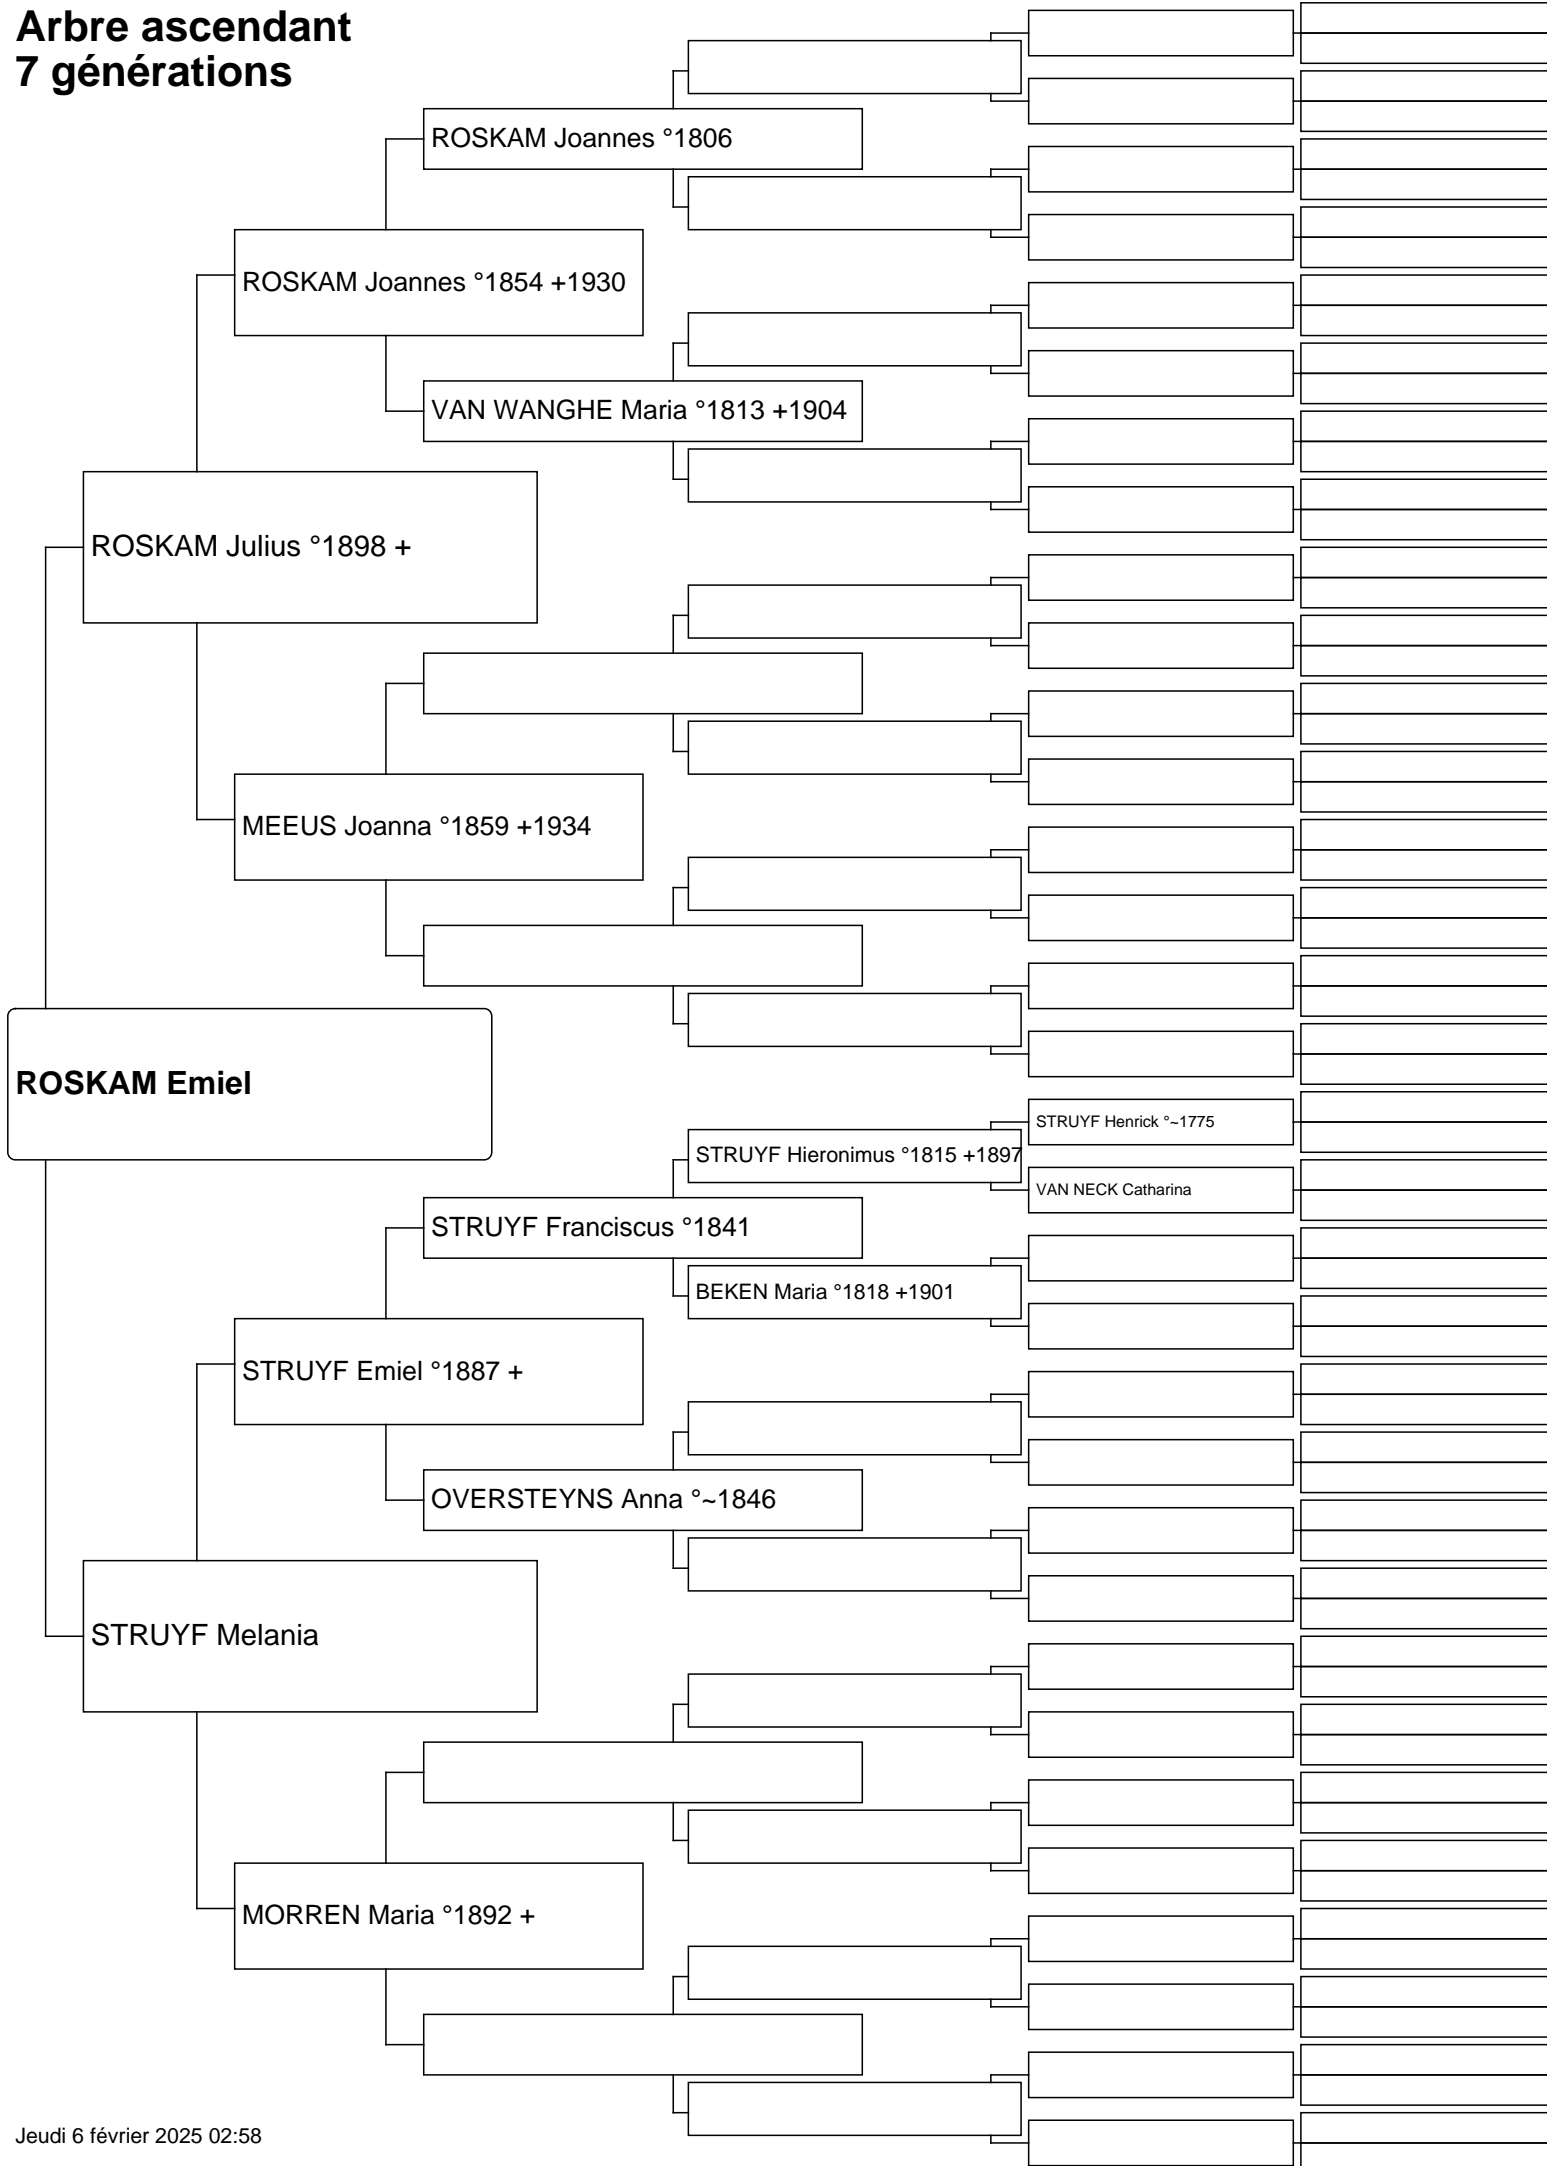 Arbre ascendant
7 générations
ROSKAM Joannes °1806
ROSKAM Joannes °1854 +1930
VAN WANGHE Maria °1813 +1904
ROSKAM Julius °1898 +
MEEUS Joanna °1859 +1934
ROSKAM Emiel
STRUYF Henrick °~1775
STRUYF Hieronimus °1815 +1897
VAN NECK Catharina
STRUYF Franciscus °1841
BEKEN Maria °1818 +1901
STRUYF Emiel °1887 +
OVERSTEYNS Anna °~1846
STRUYF Melania
MORREN Maria °1892 +
Jeudi 6 février 2025 02:58